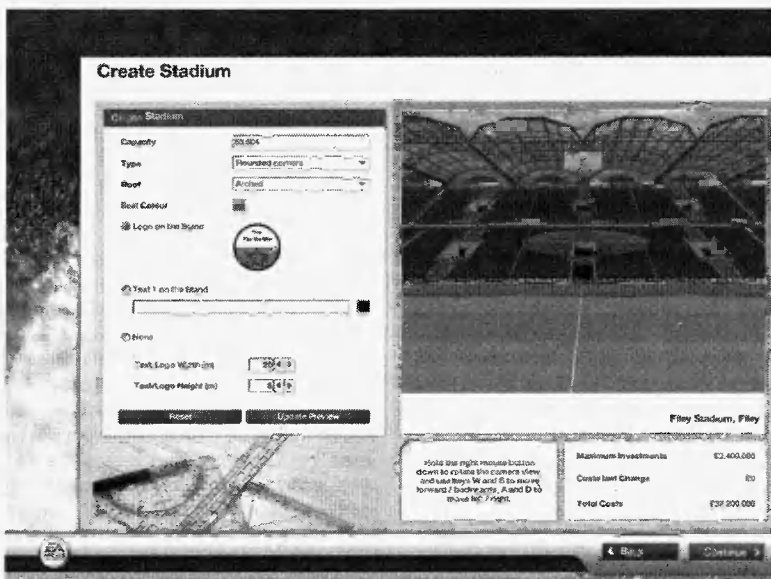 Create Stadium
Create Stadium
Capacity
Type Rounded corners
Roof Arched
Seat Colour
Logo on the Stand
Text 1 on the Stand
None
Text/Logo Width (m)
Text/Logo Height (m)
Reset Update Preview
Filey Stadium, Filey
Hold the right mouse button
down to rotate the camera view
and use keys W and S to move
forward / backwards, A and D to
move left / right.
Maximum Investments £2,400,000
Costs last Change £0
Total Costs
Back Continue